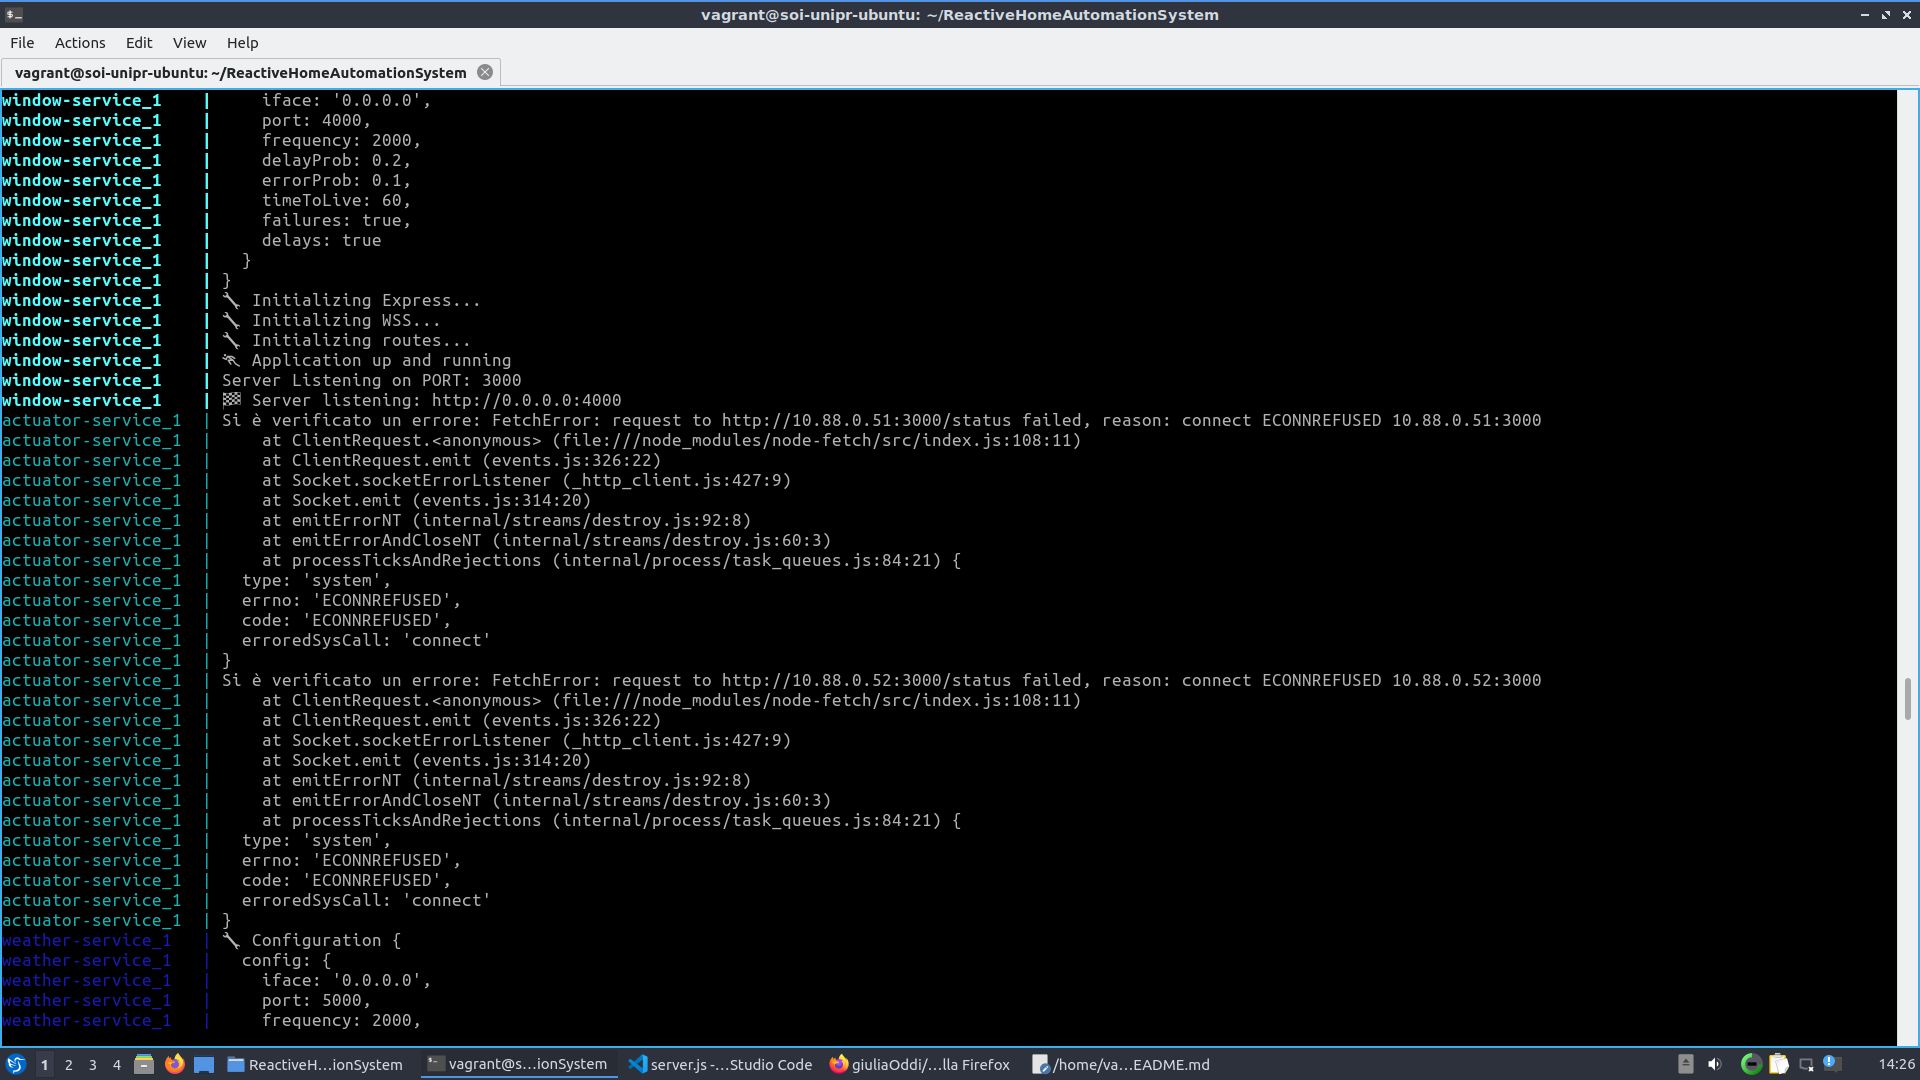 vagrant@soi-unipr-ubuntu: ~/ReactiveHomeAutomationSystem
File Actions Edit View Help
vagrant@soi-unipr-ubuntu: ~/ReactiveHomeAutomationSystem
window-service_1 | iface: '0.0.0.0',
window-service_1 | port: 4000,
window-service_1 | frequency: 2000,
window-service_1 | delayProb: 0.2,
window-service_1 | errorProb: 0.1,
window-service_1 | timeToLive: 60,
window-service_1 | failures: true,
window-service_1 | delays: true
window-service_1 | }
window-service_1 | }
window-service_1 | 🔧 Initializing Express...
window-service_1 | 🔧 Initializing WSS...
window-service_1 | 🔧 Initializing routes...
window-service_1 | Application up and running
window-service_1 | Server Listening on PORT: 3000
window-service_1 | 🏁 Server listening: http://0.0.0.0:4000
actuator-service_1 | Si è verificato un errore: FetchError: request to http://10.88.0.51:3000/status failed, reason: connect ECONNREFUSED 10.88.0.51:3000
actuator-service_1 | at ClientRequest.<anonymous> (file:///node_modules/node-fetch/src/index.js:108:11)
actuator-service_1 | at ClientRequest.emit (events.js:326:22)
actuator-service_1 | at Socket.socketErrorListener (_http_client.js:427:9)
actuator-service_1 | at Socket.emit (events.js:314:20)
actuator-service_1 | at emitErrorNT (internal/streams/destroy.js:92:8)
actuator-service_1 | at emitErrorAndCloseNT (internal/streams/destroy.js:60:3)
actuator-service_1 | at processTicksAndRejections (internal/process/task_queues.js:84:21) {
actuator-service_1 | type: 'system',
actuator-service_1 | errno: 'ECONNREFUSED',
actuator-service_1 | code: 'ECONNREFUSED',
actuator-service_1 | erroredSysCall: 'connect'
actuator-service_1 | }
actuator-service_1 | Si è verificato un errore: FetchError: request to http://10.88.0.52:3000/status failed, reason: connect ECONNREFUSED 10.88.0.52:3000
actuator-service_1 | at ClientRequest.<anonymous> (file:///node_modules/node-fetch/src/index.js:108:11)
actuator-service_1 | at ClientRequest.emit (events.js:326:22)
actuator-service_1 | at Socket.socketErrorListener (_http_client.js:427:9)
actuator-service_1 | at Socket.emit (events.js:314:20)
actuator-service_1 | at emitErrorNT (internal/streams/destroy.js:92:8)
actuator-service_1 | at emitErrorAndCloseNT (internal/streams/destroy.js:60:3)
actuator-service_1 | at processTicksAndRejections (internal/process/task_queues.js:84:21) {
actuator-service_1 | type: 'system',
actuator-service_1 | errno: 'ECONNREFUSED',
actuator-service_1 | code: 'ECONNREFUSED',
actuator-service_1 | erroredSysCall: 'connect'
actuator-service_1 | }
weather-service_1 | 🔧 Configuration {
weather-service_1 | config: {
weather-service_1 | iface: '0.0.0.0',
weather-service_1 | port: 5000,
weather-service_1 | frequency: 2000,
1 2 3 4 ReactiveH...ionSystem vagrant@s...ionSystem server.js -...Studio Code giuliaOddi/...lla Firefox /home/va...EADME.md 14:26